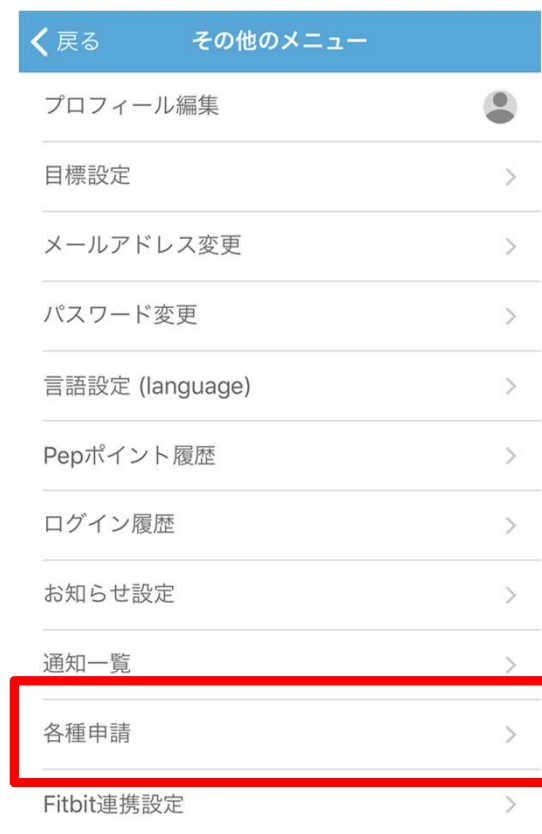 戻る その他のメニュー
プロフィール編集
目標設定
メールアドレス変更
パスワード変更
言語設定 (language)
Pepポイント履歴
ログイン履歴
お知らせ設定
通知一覧
各種申請
Fitbit連携設定